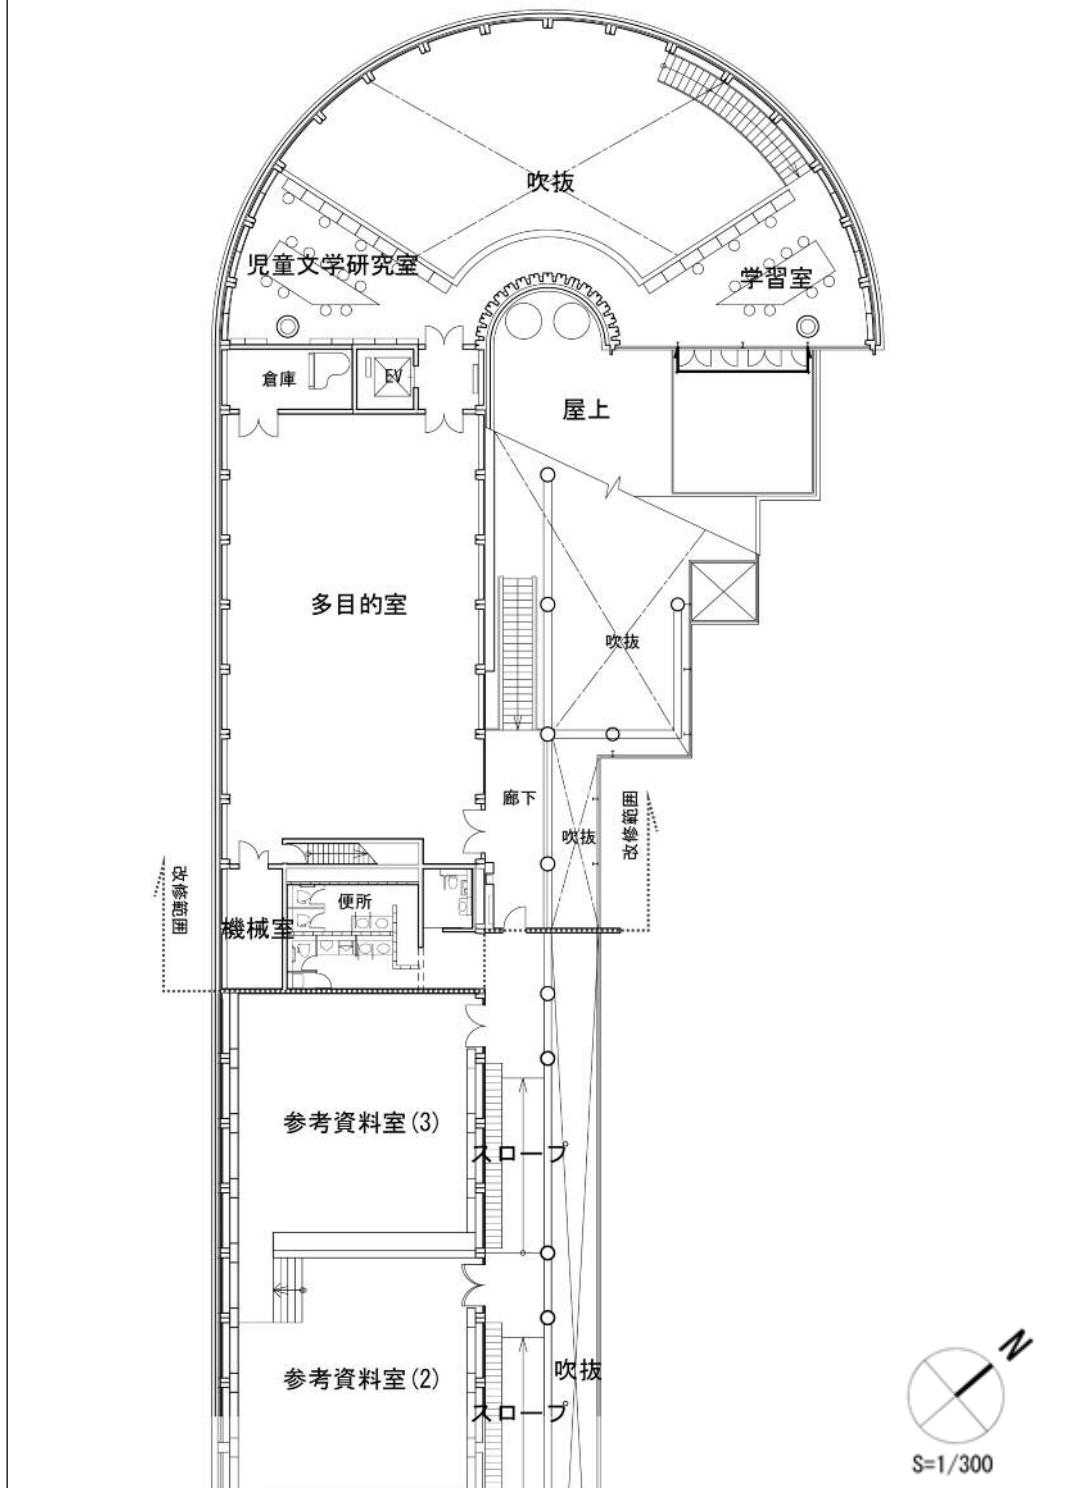 吹抜
児童文学研究室
学習室
倉庫
EV
屋上
多目的室
吹抜
廊下
改修範囲
吹抜
改修範囲
便所
機械室
参考資料室(3)
スロープ
参考資料室(2)
吹抜
スロープ
N
S=1/300